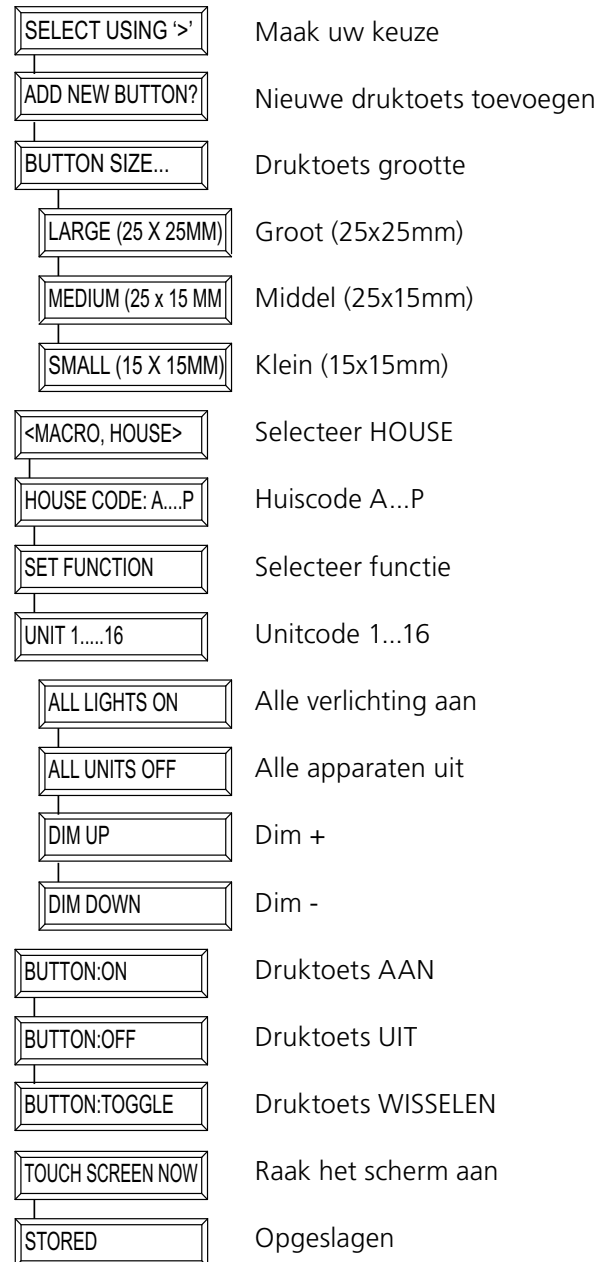 SELECT USING ‘>’ Maak uw keuze
ADD NEW BUTTON? Nieuwe druktoets toevoegen
BUTTON SIZE... Druktoets grootte
LARGE (25 X 25MM) Groot (25x25mm)
MEDIUM (25 x 15 MM Middel (25x15mm)
SMALL (15 X 15MM) Klein (15x15mm)
<MACRO, HOUSE> Selecteer HOUSE
HOUSE CODE: A....P Huiscode A...P
SET FUNCTION Selecteer functie
UNIT 1.....16 Unitcode 1...16
ALL LIGHTS ON Alle verlichting aan
ALL UNITS OFF Alle apparaten uit
DIM UP Dim +
DIM DOWN Dim -
BUTTON:ON Druktoets AAN
BUTTON:OFF Druktoets UIT
BUTTON:TOGGLE Druktoets WISSELEN
TOUCH SCREEN NOW Raak het scherm aan
STORED Opgeslagen